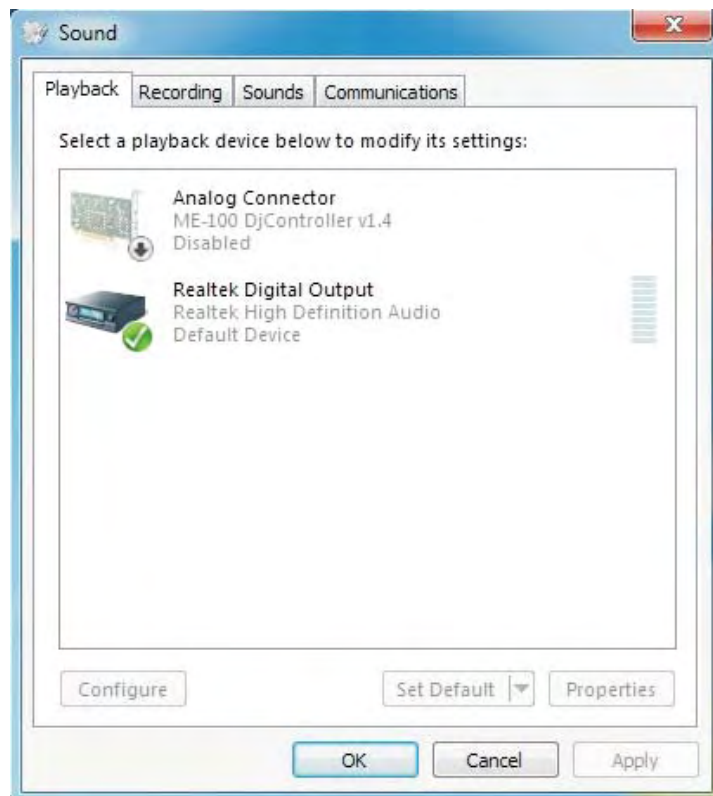 Sound
Playback Recording Sounds Communications
Select a playback device below to modify its settings:
Analog Connector
ME-100 DjController v1.4
Disabled
Realtek Digital Output
Realtek High Definition Audio
Default Device
Configure Set Default Properties
OK Cancel Apply